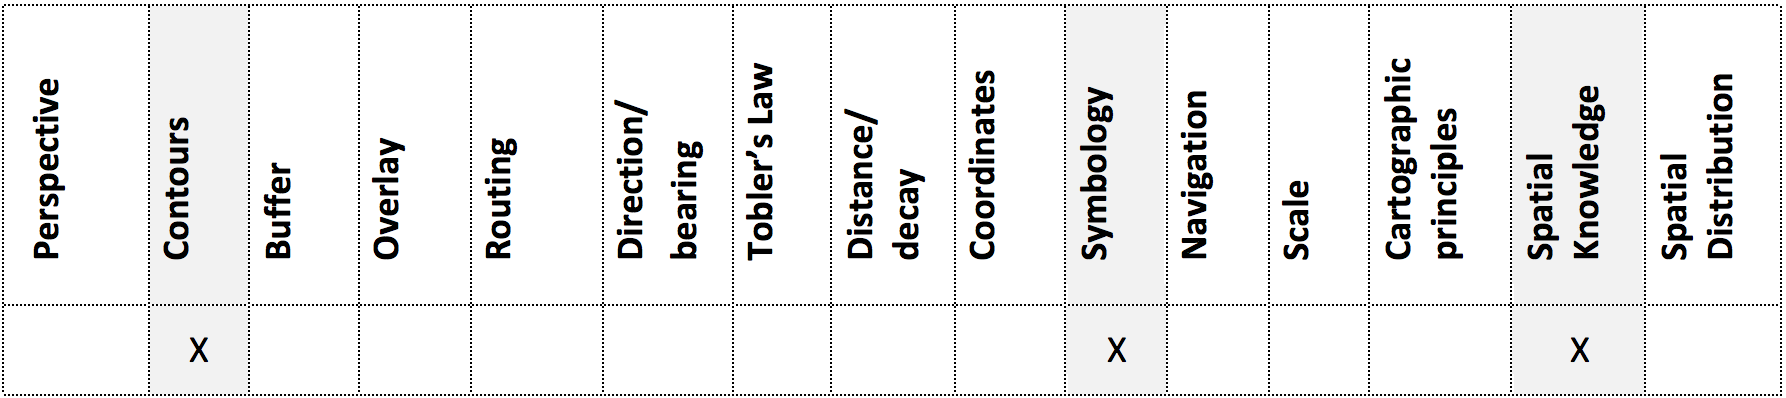 Perspective
Contours
Buffer
Overlay
Routing
Direction/
bearing
Tobler’s Law
Distance/
decay
Coordinates
Symbology
Navigation
Scale
Cartographic
principles
Spatial
Knowledge
Spatial
Distribution
X
X
X